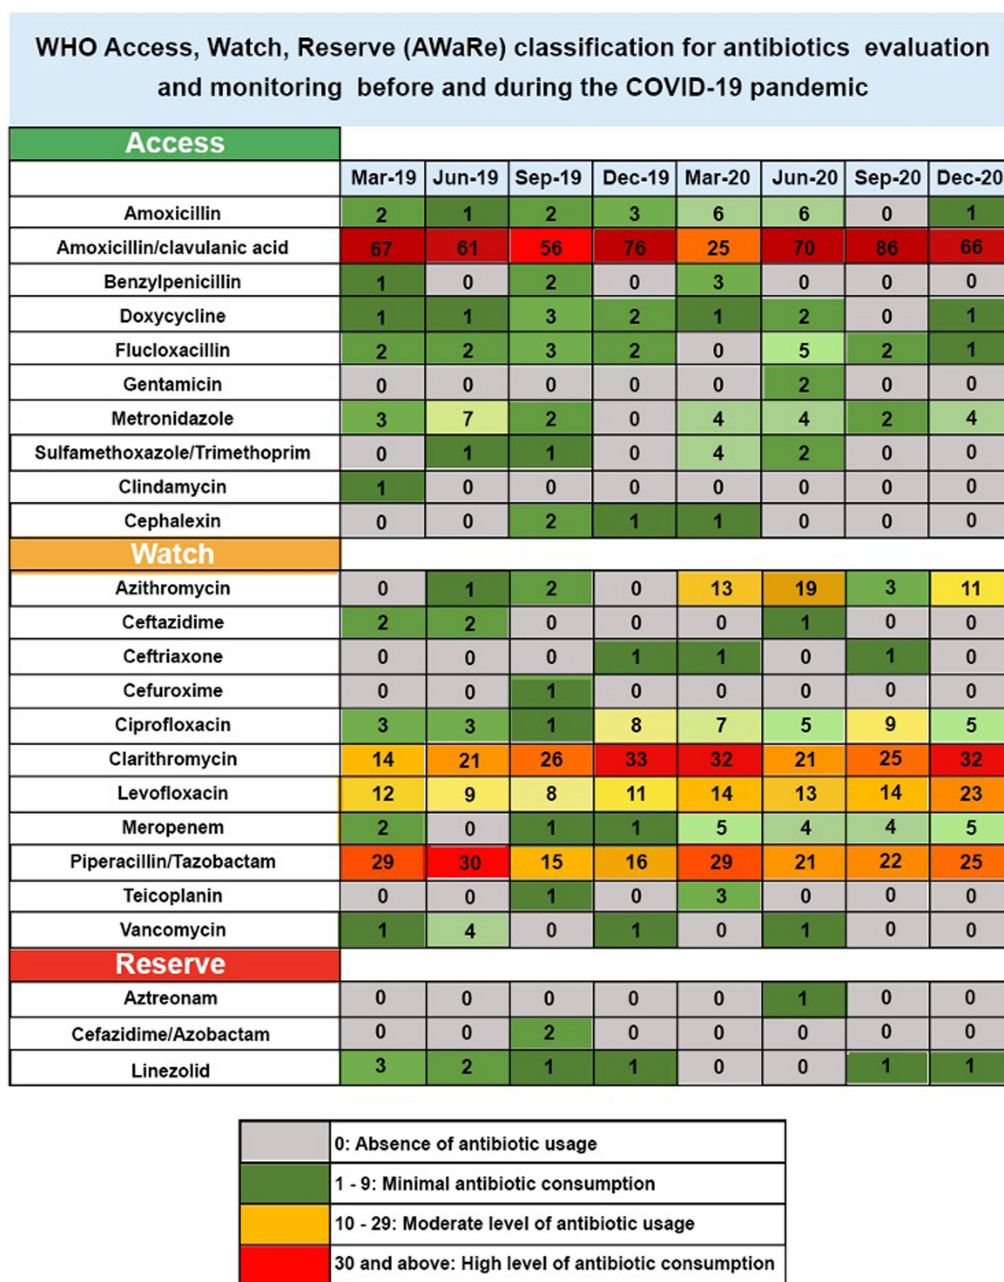 WHO Access, Watch, Reserve (AWaRe) classification for antibiotics evaluation
and monitoring before and during the COVID-19 pandemic
Access
Mar-19 Jun-19 Sep-19 Dec-19 Mar-20 Jun-20 Sep-20 Dec-20
Amoxicillin 2 1 2 3 6 6 0 1
Amoxicillin/clavulanic acid 67 61 56 76 25 70 86 66
Benzylpenicillin 1 0 2 0 3 0 0 0
Doxycycline 1 1 3 2 1 2 0 1
Flucloxacillin 2 2 3 2 0 5 2 1
Gentamicin 0 0 0 0 0 2 0 0
Metronidazole 3 7 2 0 4 4 2 4
Sulfamethoxazole/Trimethoprim 0 1 1 0 4 2 0 0
Clindamycin 1 0 0 0 0 0 0 0
Cephalexin 0 0 2 1 1 0 0 0
Watch
Azithromycin 0 1 2 0 13 19 3 11
Ceftazidime 2 2 0 0 0 1 0 0
Ceftriaxone 0 0 0 1 1 0 1 0
Cefuroxime 0 0 1 0 0 0 0 0
Ciprofloxacin 3 3 1 8 7 5 9 5
Clarithromycin 14 21 26 33 32 21 25 32
Levofloxacin 12 9 8 11 14 13 14 23
Meropenem 2 0 1 1 5 4 4 5
Piperacillin/Tazobactam 29 30 15 16 29 21 22 25
Teicoplanin 0 0 1 0 3 0 0 0
Vancomycin 1 4 0 1 0 1 0 0
Reserve
Aztreonam 0 0 0 0 0 1 0 0
Cefazidime/Azobactam 0 0 2 0 0 0 0 0
Linezolid 3 2 1 1 0 0 1 1
0: Absence of antibiotic usage
1 - 9: Minimal antibiotic consumption
10 - 29: Moderate level of antibiotic usage
30 and above: High level of antibiotic consumption